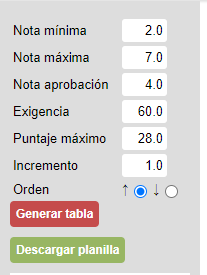 Nota mínima 2.0
Nota máxima 7.0
Nota aprobación 4.0
Exigencia 60.0
Puntaje máximo 28.0
Incremento 1.0
Orden ↑ ↓
Generar tabla
Descargar planilla